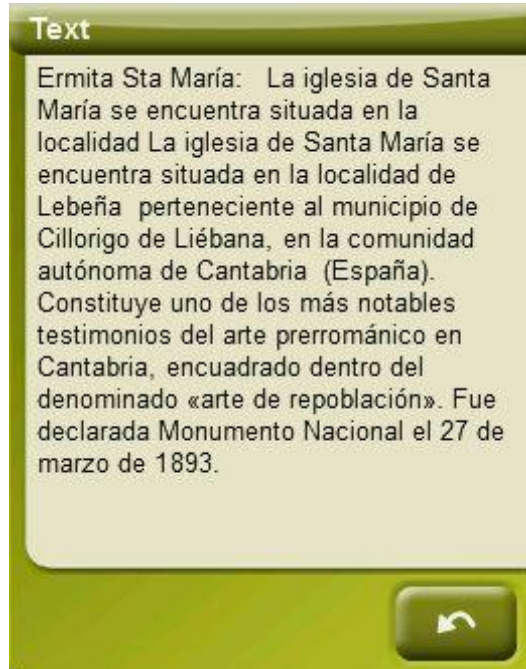 Text
Ermita Sta María:   La iglesia de Santa
María se encuentra situada en la
localidad La iglesia de Santa María se
encuentra situada en la localidad de
Lebeña  perteneciente al municipio de
Cillorigo de Liébana, en la comunidad
autónoma de Cantabria  (España).
Constituye uno de los más notables
testimonios del arte prerrománico en
Cantabria, encuadrado dentro del
denominado «arte de repoblación». Fue
declarada Monumento Nacional el 27 de
marzo de 1893.